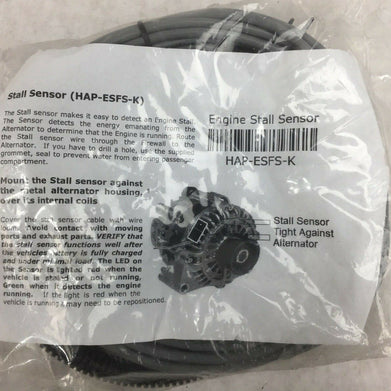 Stall Sensor (HAP-ESFS-K)
The Stall sensor makes it easy to detect an Engine Stall.
The Sensor detects the energy emanating from the
Alternator to determine that the Engine is running. Route
the Stall sensor wire through the Firewall to the
Alternator. If you have to drill a hole, use the supplied
grommet, seal to prevent water from entering passenger
compartment.
Mount the Stall sensor against
the metal alternator housing,
over its internal coils
Cover the stall sensor cable with wire
loom. Avoid contact with moving
parts and exhaust parts. VERIFY that
the stall sensor functions well after
the vehicles battery is fully charged
and under minimal load. The LED on
the Sensor is lighted red when the
vehicle is stalled or not running,
Green when it detects the engine
running. If the light is red when the
vehicle is running it may need to be repositioned.
Engine Stall Sensor
HAP-ESFS-K
Stall Sensor
Tight Against
Alternator